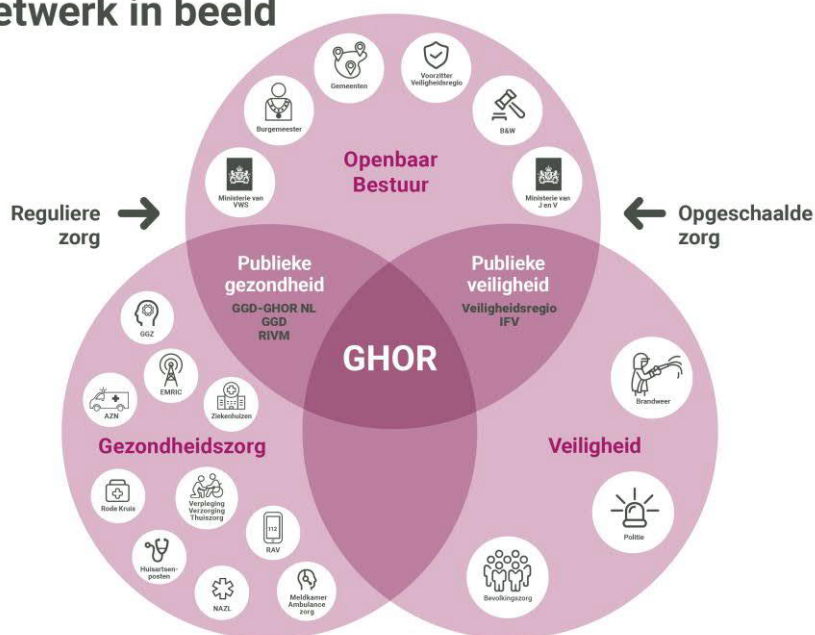 etwerk in beeld
Gemeenten
Voorzitter
Veiligheidsregio
Burgemeester
B&W
Openbaar
Bestuur
Ministerie van
VWS
Ministerie van
J en V
Reguliere
zorg
Opgeschaalde
zorg
Publieke
gezondheid
GGD-GHOR NL
GGD
RIVM
Publieke
veiligheid
Veiligheidsregio
IFV
GHOR
GGZ
EMRIC
AZN
Ziekenhuizen
Brandweer
Gezondheidszorg
Veiligheid
Rode Kruis
Verpleging
Verzorging
Thuiszorg
112
RAV
Politie
Huisartsen-
posten
NAZL
Meldkamer
Ambulance
zorg
Bevolkingszorg